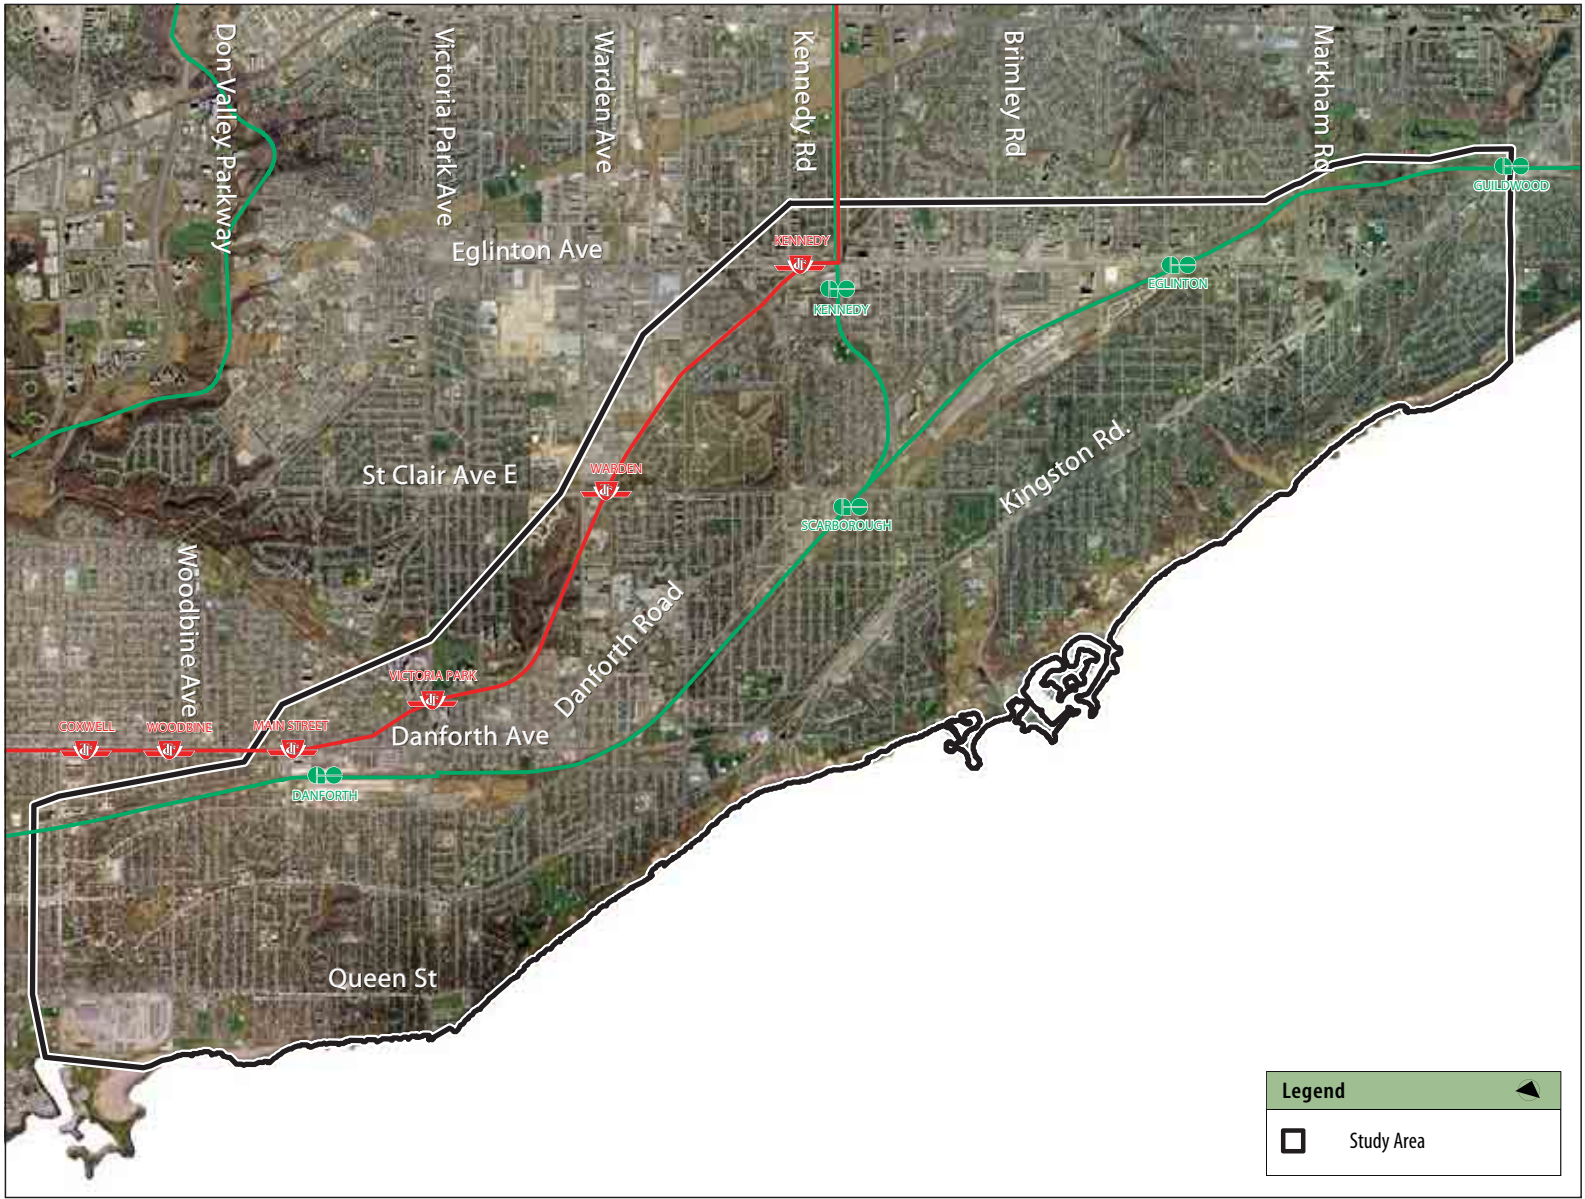 Don Valley Parkway
Victoria Park Ave
Warden Ave
Kennedy Rd
Brimley Rd
Markham Rd
GUILDWOOD
Eglinton Ave
KENNEDY
EGLINTON
KENNEDY
Kingston Rd.
St Clair Ave E
WARDEN
SCARBOROUGH
Woodbine Ave
Danforth Road
VICTORIA PARK
COXWELL
WOODBINE
MAIN STREET
Danforth Ave
DANFORTH
Queen St
Legend
Study Area